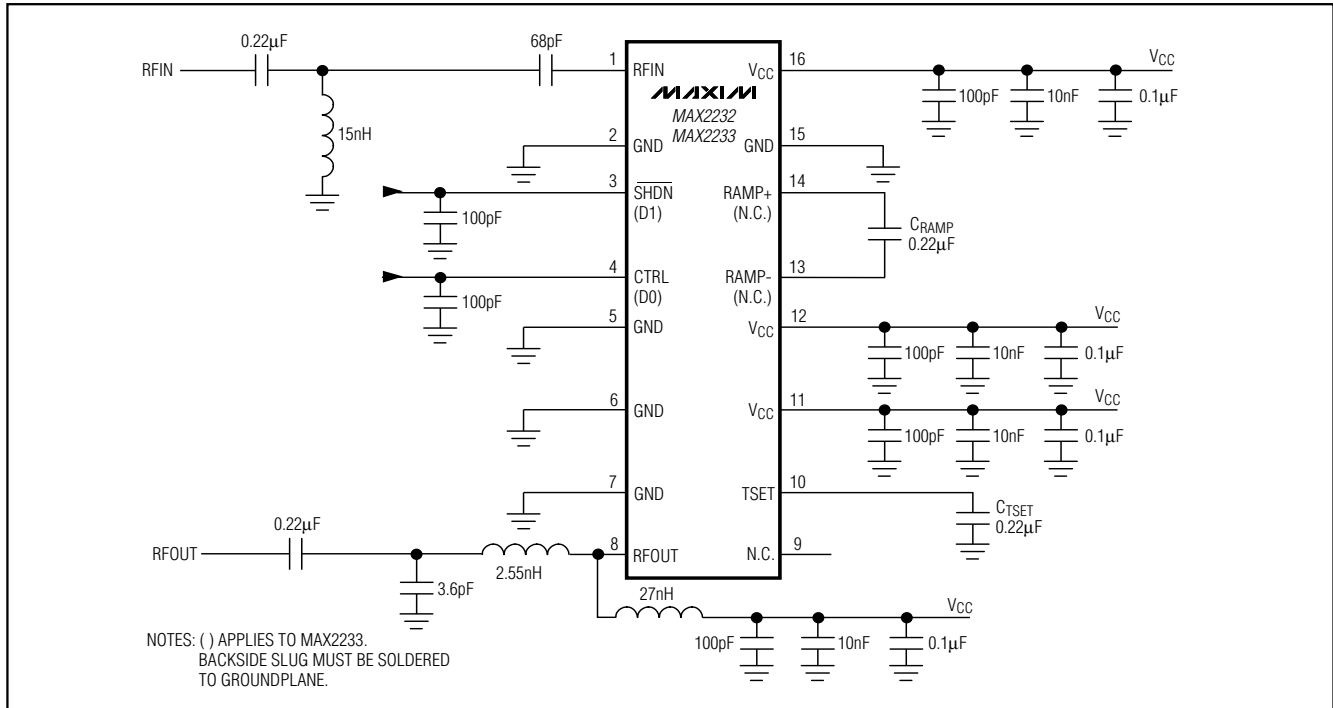 0.22μF
68pF
RFIN
15nH
1 RFIN
2 GND
3 SHDN
(D1)
100pF
4 CTRL
(D0)
100pF
5 GND
6 GND
7 GND
8 RFOUT
MAXIM
MAX2232
MAX2233
VCC 16
VCC
100pF
10nF
0.1μF
GND 15
RAMP+ 14
(N.C.)
CRAMP
0.22μF
RAMP- 13
(N.C.)
VCC 12
VCC
100pF
10nF
0.1μF
VCC 11
VCC
100pF
10nF
0.1μF
TSET 10
CTSET
0.22μF
N.C. 9
0.22μF
RFOUT
3.6pF
2.55nH
27nH
VCC
100pF
10nF
0.1μF
NOTES: ( ) APPLIES TO MAX2233.
BACKSIDE SLUG MUST BE SOLDERED
TO GROUNDPLANE.